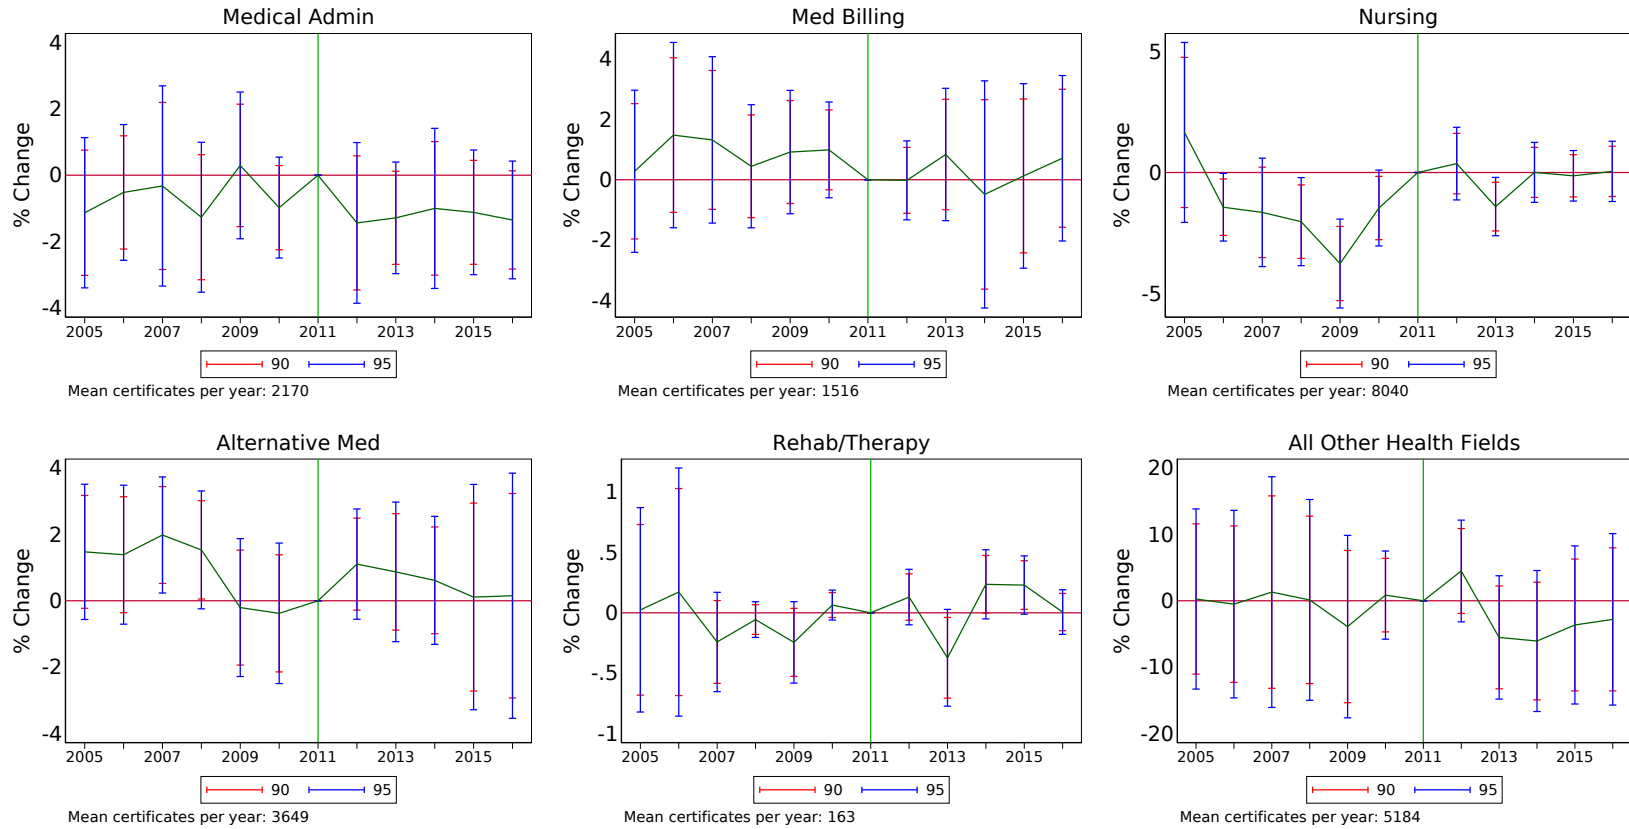 Medical Admin
% Change
4
2
0
-2
-4
2005 2007 2009 2011 2013 2015
90 95
Mean certificates per year: 2170
Med Billing
% Change
4
2
0
-2
-4
2005 2007 2009 2011 2013 2015
90 95
Mean certificates per year: 1516
Nursing
% Change
5
0
-5
2005 2007 2009 2011 2013 2015
90 95
Mean certificates per year: 8040
Alternative Med
% Change
4
2
0
-2
-4
2005 2007 2009 2011 2013 2015
90 95
Mean certificates per year: 3649
Rehab/Therapy
% Change
1
.5
0
-.5
-1
2005 2007 2009 2011 2013 2015
90 95
Mean certificates per year: 163
All Other Health Fields
% Change
20
10
0
-10
-20
2005 2007 2009 2011 2013 2015
90 95
Mean certificates per year: 5184